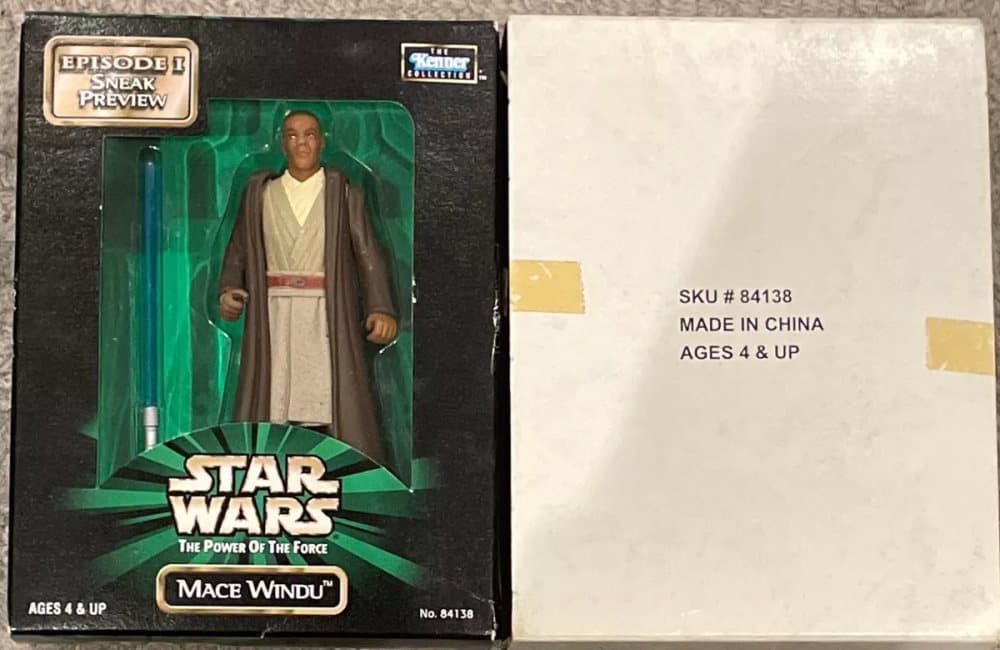 EPISODE I
SNEAK
PREVIEW
THE
Kenner
COLLECTION
STAR
WARS
THE POWER OF THE FORCE
MACE WINDU™
AGES 4 & UP
No. 84138
SKU # 84138
MADE IN CHINA
AGES 4 & UP